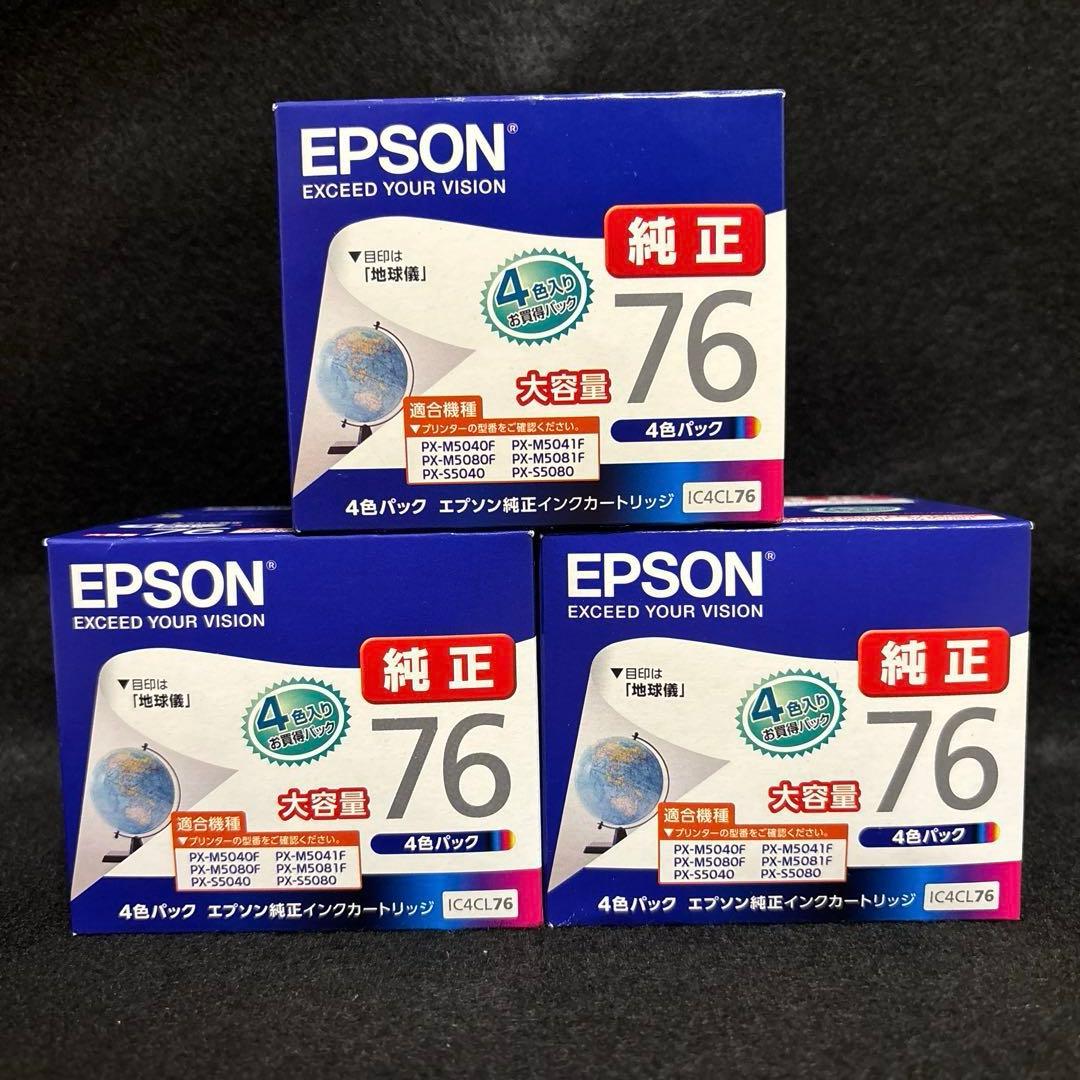 EPSON®
EXCEED YOUR VISION
純正
▼目印は
「地球儀」
4色入り
お買得パック
76
大容量
適合機種
▼プリンターの型番をご確認ください。
PX-M5040F PX-M5041F
PX-M5080F PX-M5081F
PX-S5040 PX-S5080
4色パック
4色パック エプソン純正インクカートリッジ IC4CL76
EPSON®
EXCEED YOUR VISION
純正
▼目印は
「地球儀」
4色入り
お買得パック
76
大容量
適合機種
▼プリンターの型番をご確認ください。
PX-M5040F PX-M5041F
PX-M5080F PX-M5081F
PX-S5040 PX-S5080
4色パック
4色パック エプソン純正インクカートリッジ IC4CL76
EPSON®
EXCEED YOUR VISION
純正
▼目印は
「地球儀」
4色入り
お買得パック
76
大容量
適合機種
▼プリンターの型番をご確認ください。
PX-M5040F PX-M5041F
PX-M5080F PX-M5081F
PX-S5040 PX-S5080
4色パック
4色パック エプソン純正インクカートリッジ IC4CL76